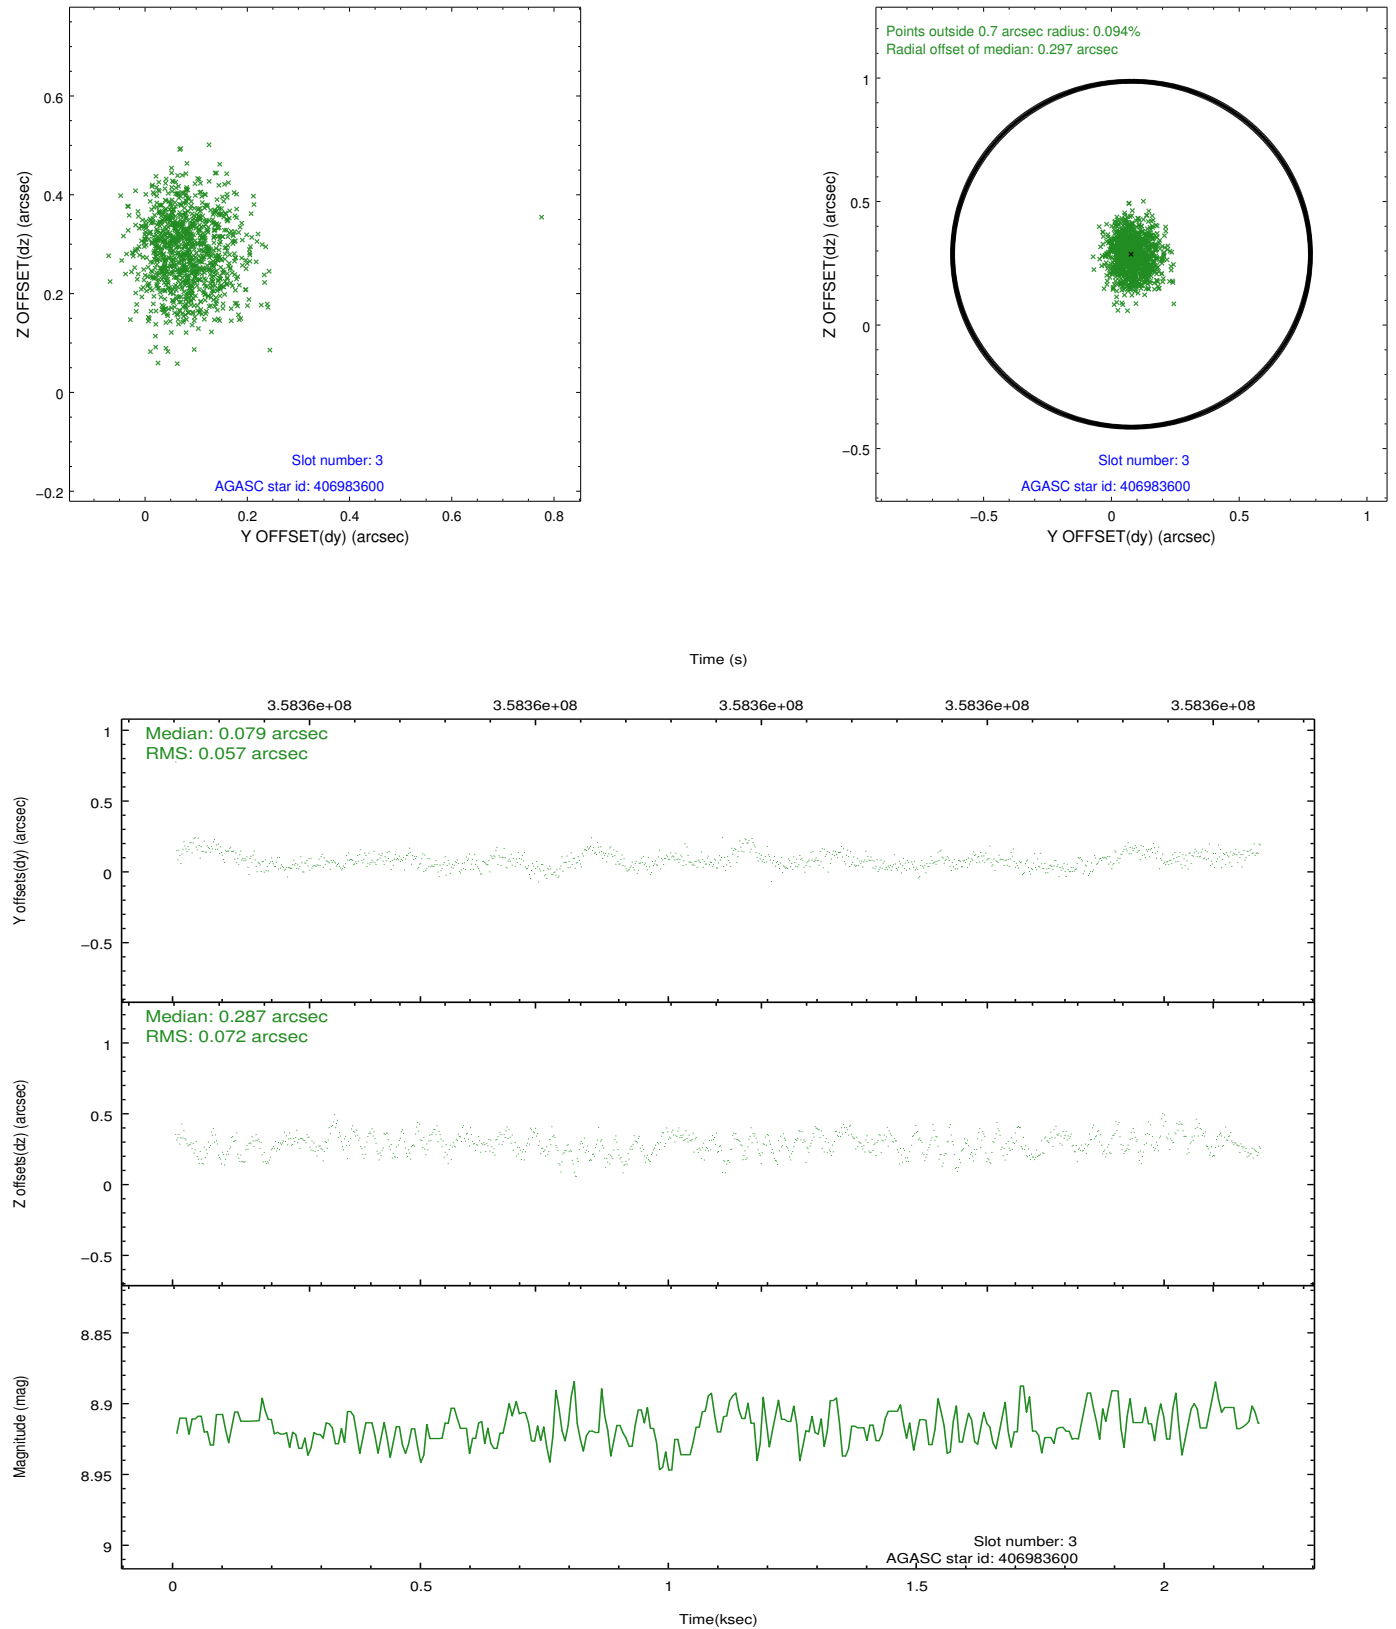 0.6
0.4
0.2
0
−0.2
Z OFFSET(dz) (arcsec)
Slot number: 3
AGASC star id: 406983600
0 0.2 0.4 0.6 0.8
Y OFFSET(dy) (arcsec)
Points outside 0.7 arcsec radius: 0.094%
Radial offset of median: 0.297 arcsec
1
0.5
0
−0.5
Z OFFSET(dz) (arcsec)
Slot number: 3
AGASC star id: 406983600
−0.5 0 0.5 1
Y OFFSET(dy) (arcsec)
Time (s)
3.5836e+08 3.5836e+08 3.5836e+08 3.5836e+08 3.5836e+08
Median: 0.079 arcsec
RMS: 0.057 arcsec
1
0.5
0
−0.5
Y offsets(dy) (arcsec)
Median: 0.287 arcsec
RMS: 0.072 arcsec
1
0.5
0
−0.5
Z offsets(dz) (arcsec)
8.85
8.9
8.95
9
Magnitude (mag)
Slot number: 3
AGASC star id: 406983600
0 0.5 1 1.5 2
Time(ksec)